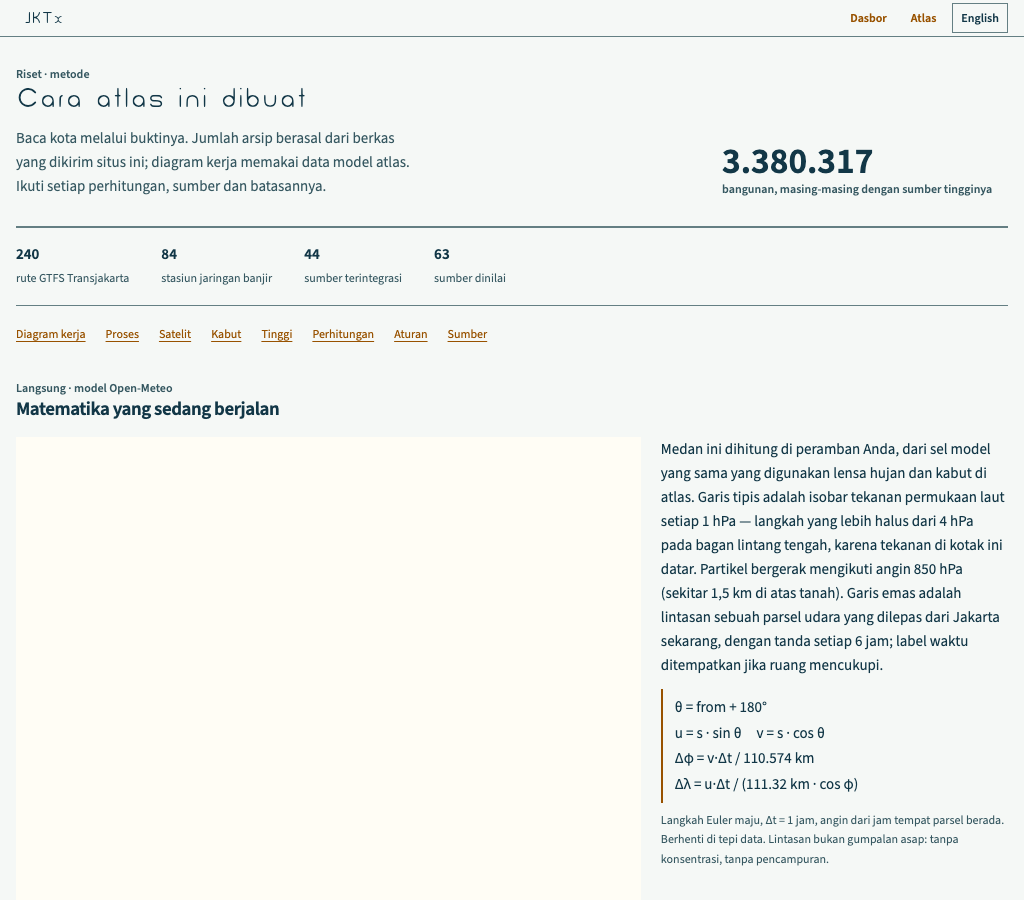 JKTx
Dasbor Atlas English
Riset · metode
Cara atlas ini dibuat
Baca kota melalui buktinya. Jumlah arsip berasal dari berkas
yang dikirim situs ini; diagram kerja memakai data model atlas.
Ikuti setiap perhitungan, sumber dan batasannya.
3.380.317
bangunan, masing-masing dengan sumber tingginya
240
rute GTFS Transjakarta
84
stasiun jaringan banjir
44
sumber terintegrasi
63
sumber dinilai
Diagram kerja Proses Satelit Kabut Tinggi Perhitungan Aturan Sumber
Langsung · model Open-Meteo
Matematika yang sedang berjalan
Medan ini dihitung di peramban Anda, dari sel model
yang sama yang digunakan lensa hujan dan kabut di
atlas. Garis tipis adalah isobar tekanan permukaan laut
setiap 1 hPa — langkah yang lebih halus dari 4 hPa
pada bagan lintang tengah, karena tekanan di kotak ini
datar. Partikel bergerak mengikuti angin 850 hPa
(sekitar 1,5 km di atas tanah). Garis emas adalah
lintasan sebuah parsel udara yang dilepas dari Jakarta
sekarang, dengan tanda setiap 6 jam; label waktu
ditempatkan jika ruang mencukupi.
θ = from + 180°
u = s · sin θ v = s · cos θ
Δφ = v·Δt / 110.574 km
Δλ = u·Δt / (111.32 km · cos φ)
Langkah Euler maju, Δt = 1 jam, angin dari jam tempat parsel berada.
Berhenti di tepi data. Lintasan bukan gumpalan asap: tanpa
konsentrasi, tanpa pencampuran.